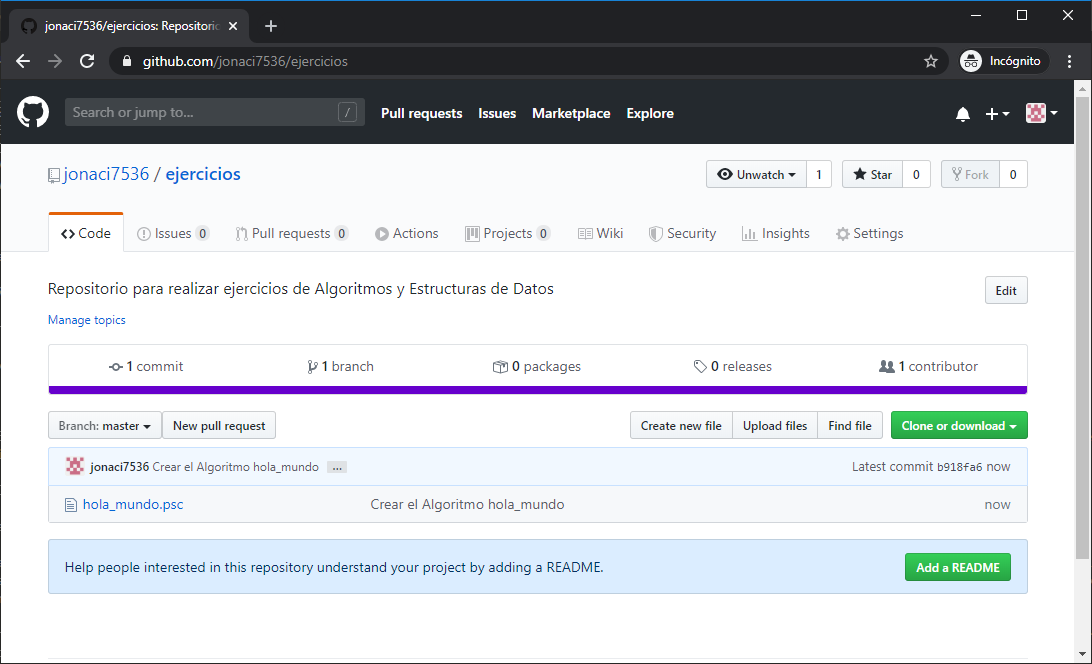 jonaci7536/ejercicios: Repositorio
github.com/jonaci7536/ejercicios
Incógnito
Search or jump to...
/
Pull requests
Issues
Marketplace
Explore
jonaci7536 / ejercicios
Unwatch
1
Star
0
Fork
0
Code
Issues 0
Pull requests 0
Actions
Projects 0
Wiki
Security
Insights
Settings
Repositorio para realizar ejercicios de Algoritmos y Estructuras de Datos
Edit
Manage topics
1 commit
1 branch
0 packages
0 releases
1 contributor
Branch: master
New pull request
Create new file
Upload files
Find file
Clone or download
jonaci7536 Crear el Algoritmo hola_mundo ...
Latest commit b918fa6 now
hola_mundo.psc
Crear el Algoritmo hola_mundo
now
Help people interested in this repository understand your project by adding a README.
Add a README